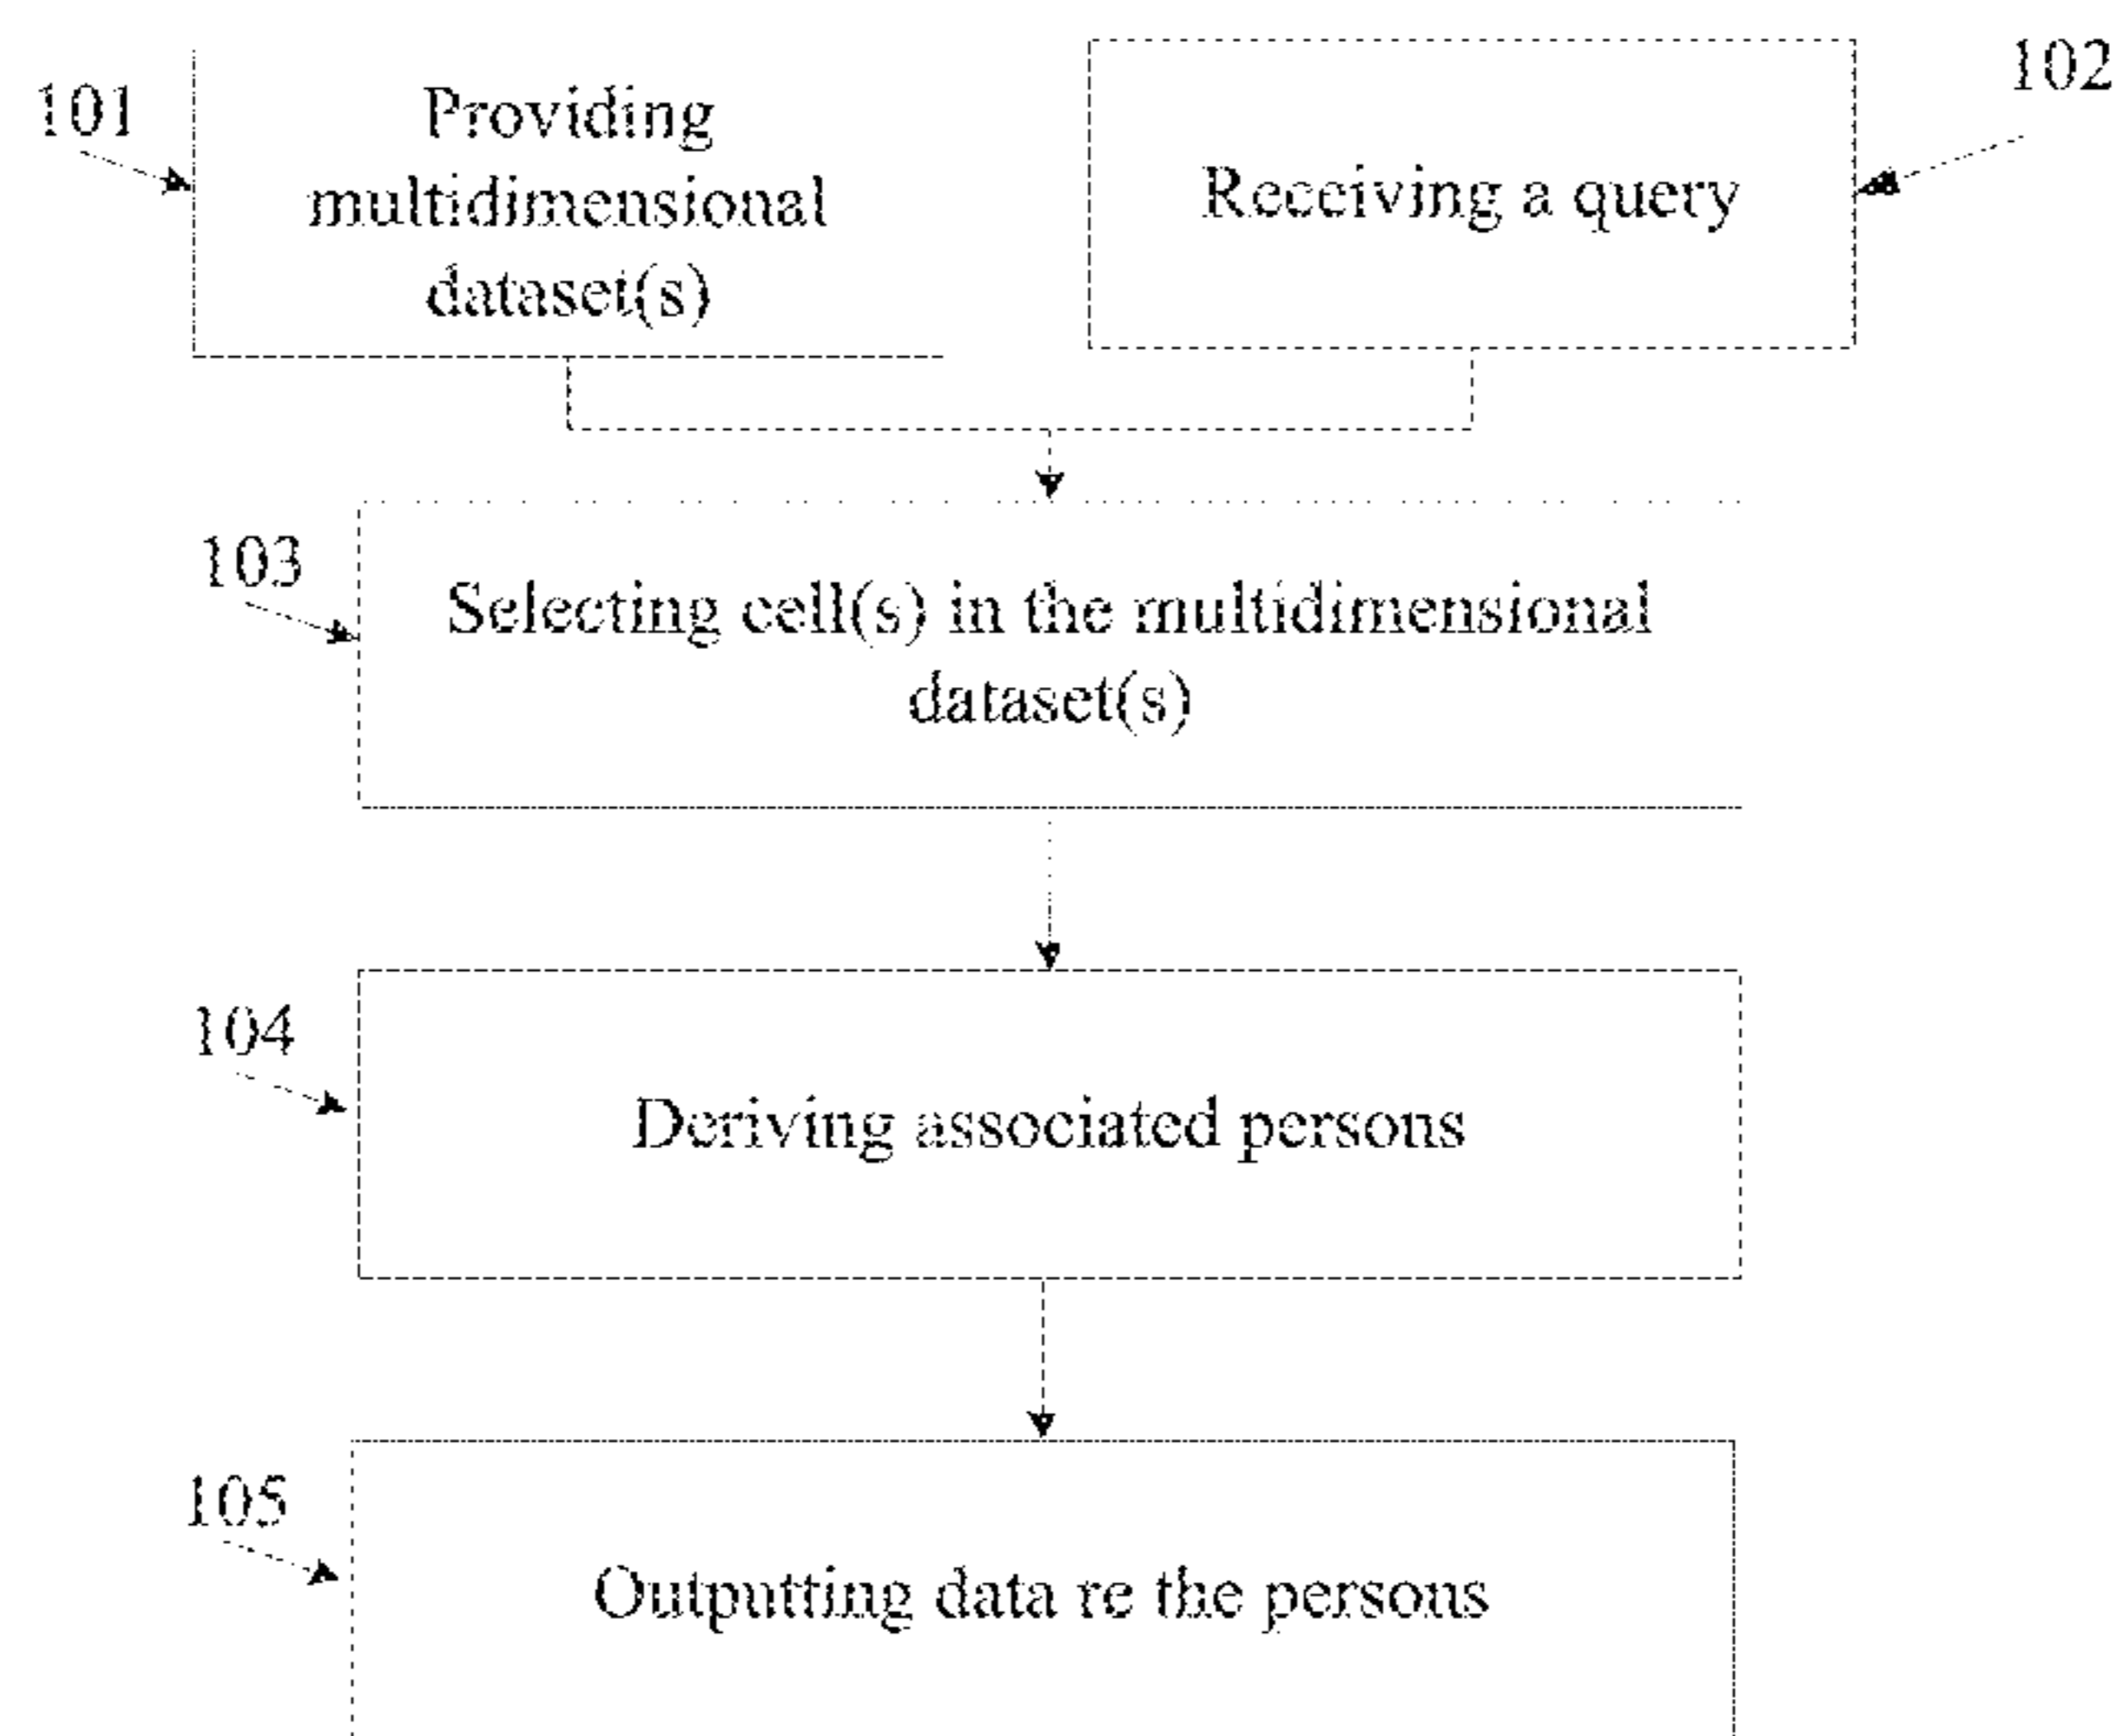 101
Providing
multidimensional
dataset(s)
Receiving a query
102
103
Selecting cell(s) in the multidimensional
dataset(s)
104
Deriving associated persons
105
Outputting data re the persons